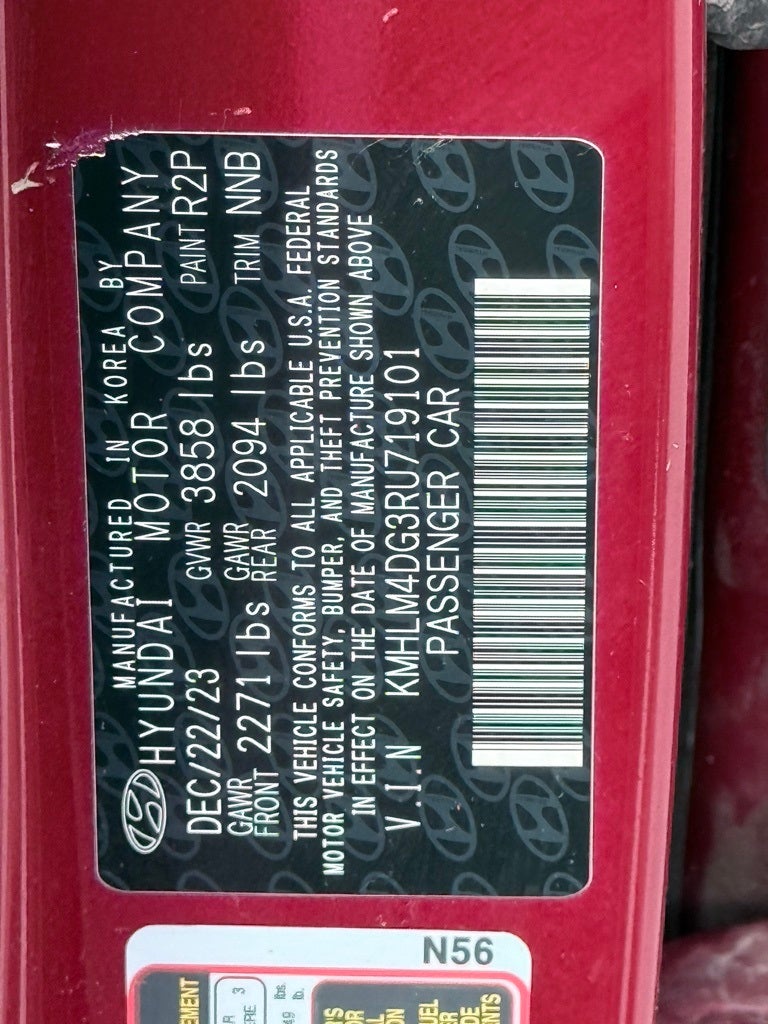 MANUFACTURED IN KOREA BY
HYUNDAI MOTOR COMPANY
DEC/22/23 GVWR 3858 lbs PAINT R2P
GAWR FRONT 2271 lbs GAWR REAR 2094 lbs TRIM NNB
THIS VEHICLE CONFORMS TO ALL APPLICABLE U.S.A. FEDERAL
MOTOR VEHICLE SAFETY, BUMPER, AND THEFT PREVENTION STANDARDS
IN EFFECT ON THE DATE OF MANUFACTURE SHOWN ABOVE
V.I.N KMHLM4DG3RU719101
PASSENGER CAR
N56